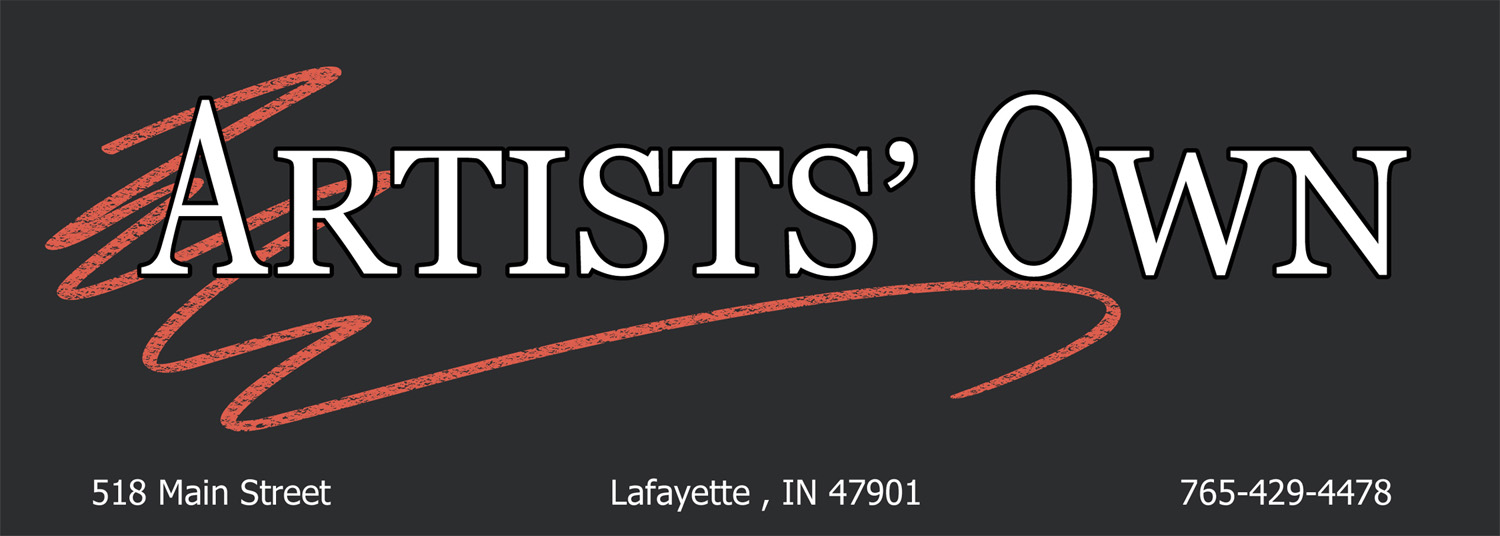 ARTISTS’ OWN
518 Main Street Lafayette , IN 47901 765-429-4478